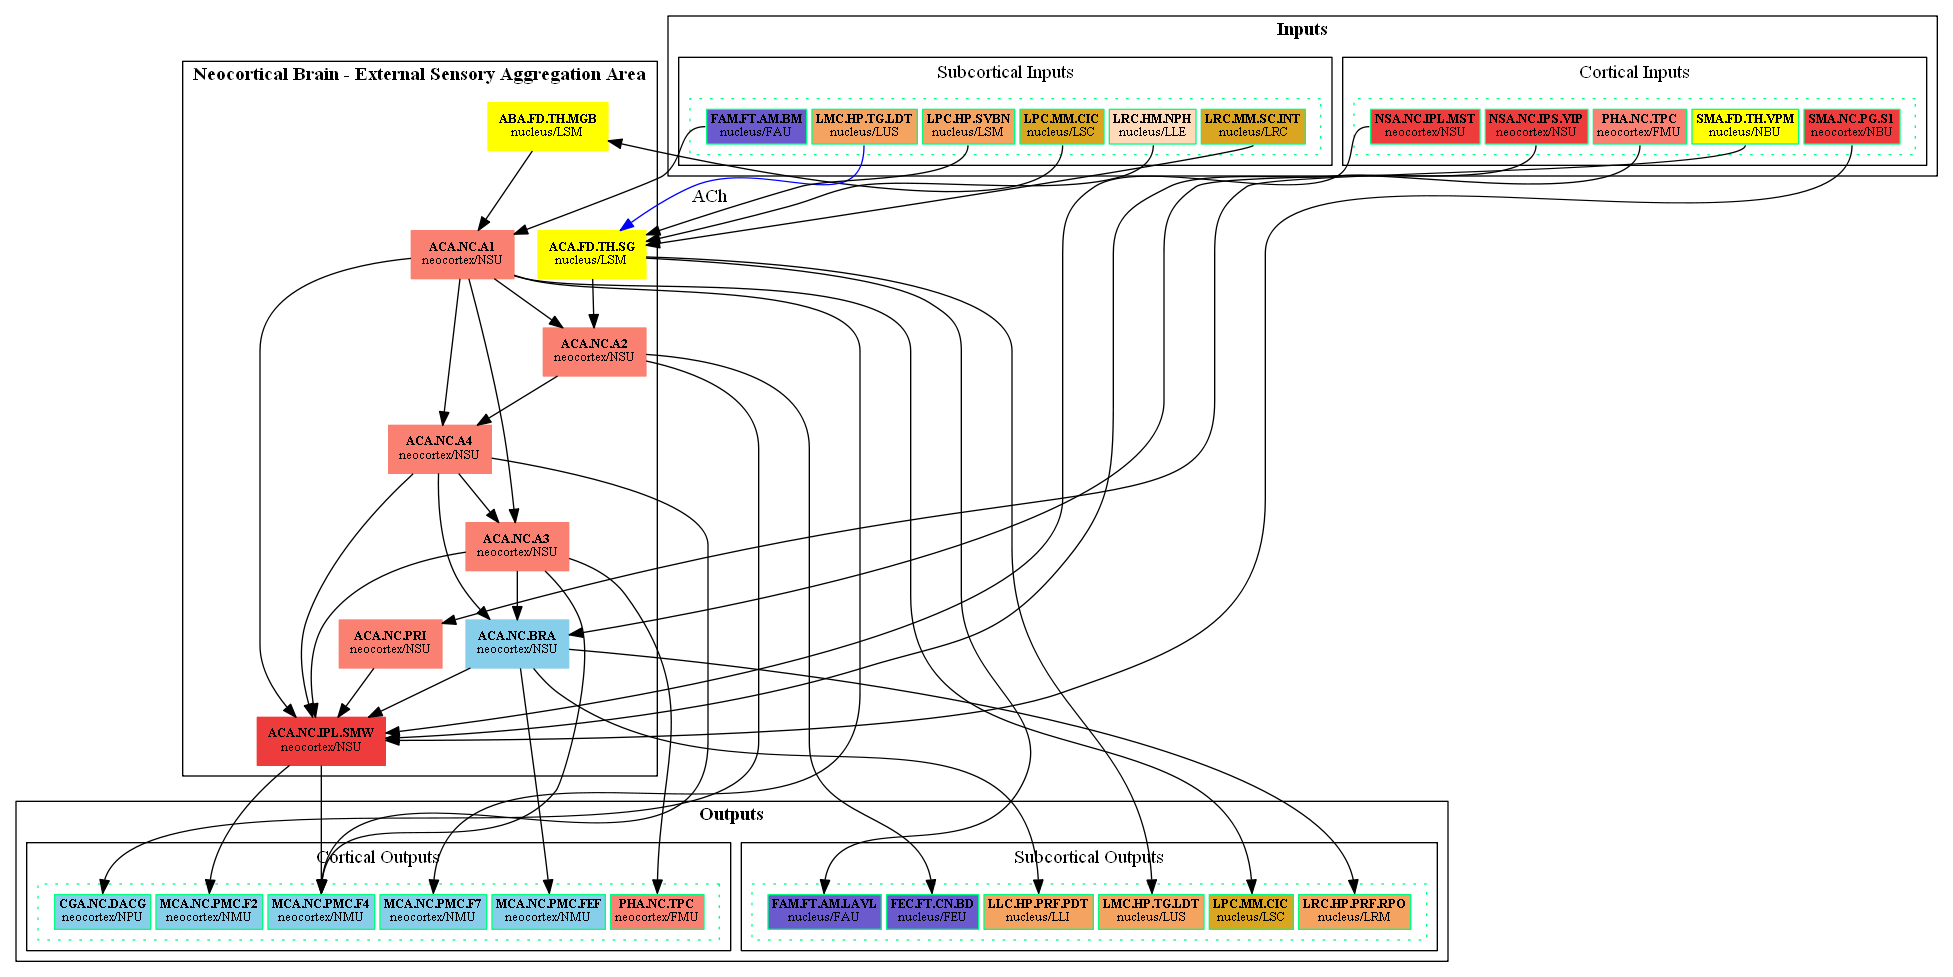 Inputs
Subcortical Inputs
Cortical Inputs
FAM.FT.AM.BM
nucleus/FAU
LMC.HP.TG.LDT
nucleus/LUS
LPC.HP.SVBN
nucleus/LSM
LPC.MM.CIC
nucleus/LSC
LRC.HM.NPH
nucleus/LLE
LRC.MM.SC.INT
nucleus/LRC
NSA.NC.IPL.MST
neocortex/NSU
NSA.NC.IPS.VIP
neocortex/NSU
PHA.NC.TPC
neocortex/FMU
SMA.FD.TH.VPM
nucleus/NBU
SMA.NC.PG.S1
neocortex/NBU
Neocortical Brain - External Sensory Aggregation Area
ABA.FD.TH.MGB
nucleus/LSM
ACh
ACA.NC.A1
neocortex/NSU
ACA.FD.TH.SG
nucleus/LSM
ACA.NC.A2
neocortex/NSU
ACA.NC.A4
neocortex/NSU
ACA.NC.A3
neocortex/NSU
ACA.NC.PRI
neocortex/NSU
ACA.NC.BRA
neocortex/NSU
ACA.NC.IPL.SMW
neocortex/NSU
Outputs
Cortical Outputs
Subcortical Outputs
CGA.NC.DACG
neocortex/NPU
MCA.NC.PMC.F2
neocortex/NMU
MCA.NC.PMC.F4
neocortex/NMU
MCA.NC.PMC.F7
neocortex/NMU
MCA.NC.PMC.FEF
neocortex/NMU
PHA.NC.TPC
neocortex/FMU
FAM.FT.AM.LAVL
nucleus/FAU
FEC.FT.CN.BD
nucleus/FEU
LLC.HP.PRF.PDT
nucleus/LLI
LMC.HP.TG.LDT
nucleus/LUS
LPC.MM.CIC
nucleus/LSC
LRC.HP.PRF.RPO
nucleus/LRM